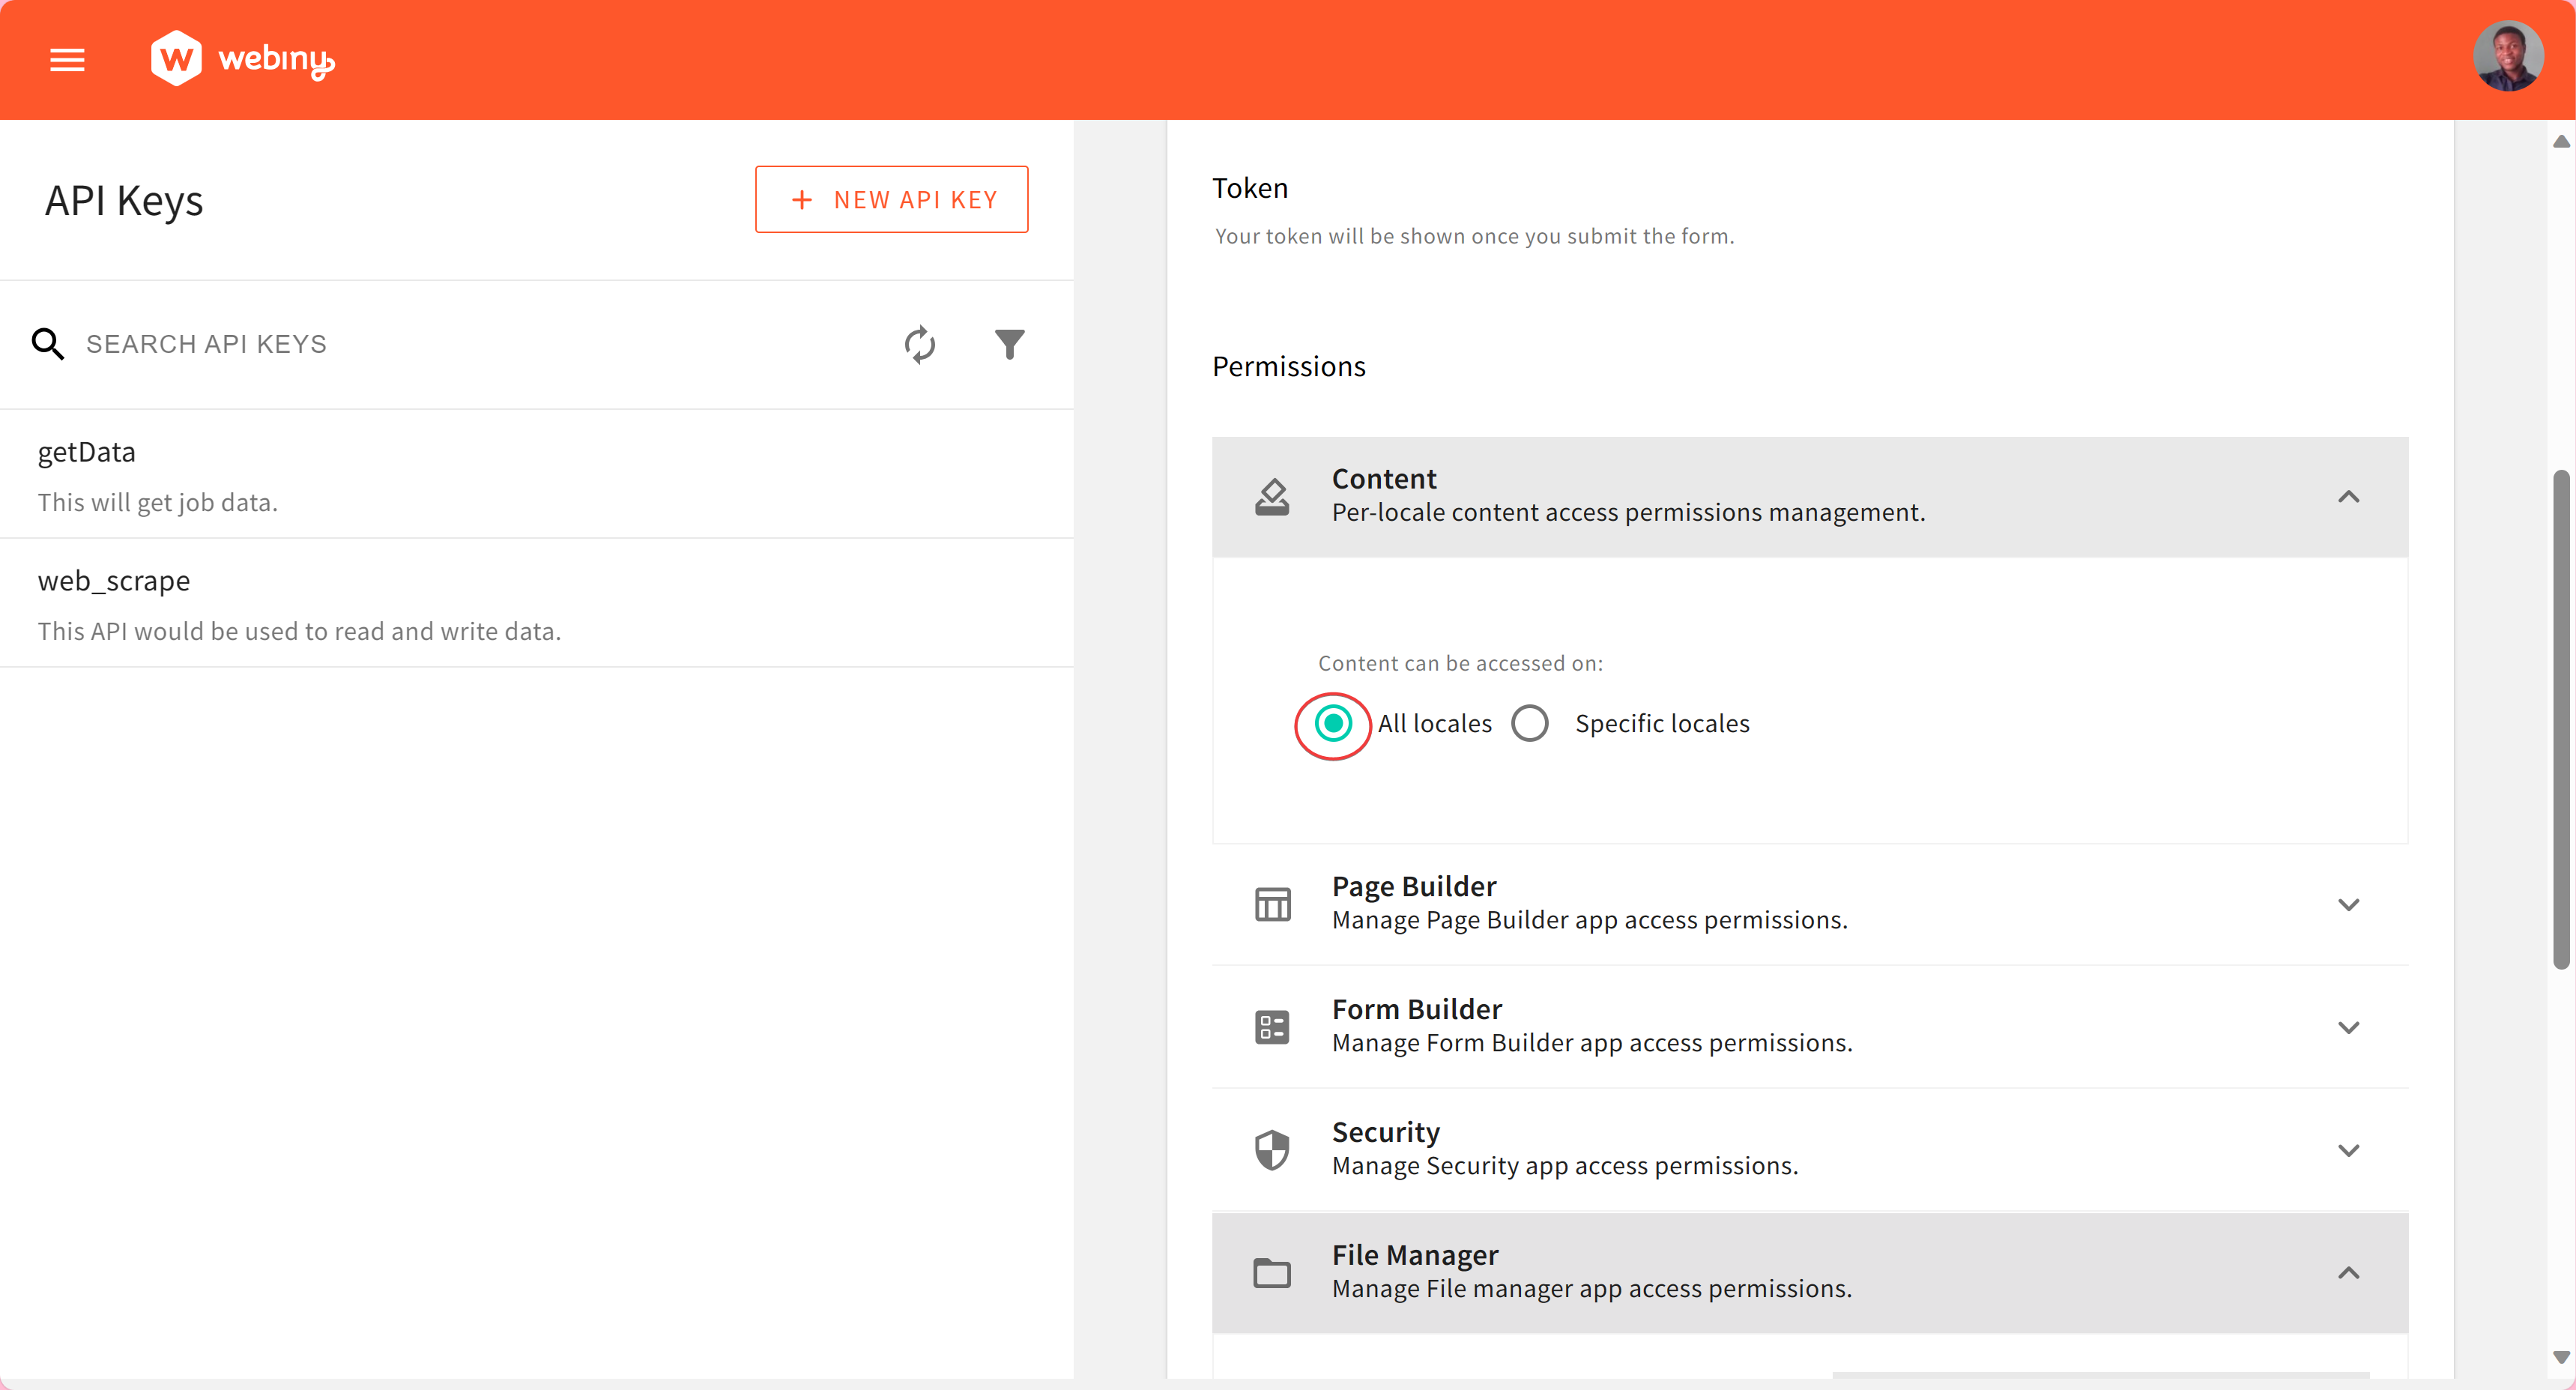 W webiny
API Keys
+ NEW API KEY
SEARCH API KEYS
getData
This will get job data.
web_scrape
This API would be used to read and write data.
Token
Your token will be shown once you submit the form.
Permissions
Content
Per-locale content access permissions management.
Content can be accessed on:
All locales Specific locales
Page Builder
Manage Page Builder app access permissions.
Form Builder
Manage Form Builder app access permissions.
Security
Manage Security app access permissions.
File Manager
Manage File manager app access permissions.